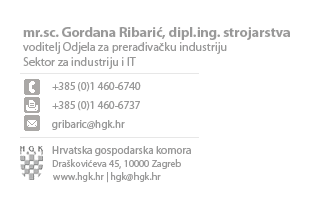 mr.sc. Gordana Ribarić, dipl.ing. strojarstva
voditelj Odjela za prerađivačku industriju
Sektor za industriju i IT
+385 (0)1 460-6740
+385 (0)1 460-6737
gribaric@hgk.hr
H G K
Hrvatska gospodarska komora
Draškovićeva 45, 10000 Zagreb
www.hgk.hr | hgk@hgk.hr